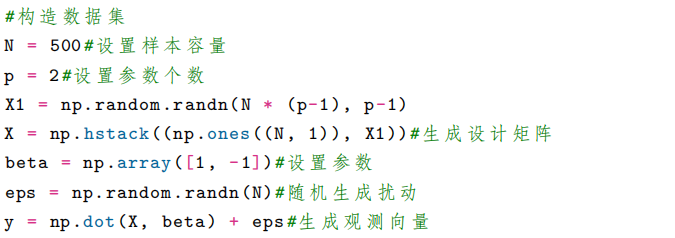 #构造数据集
N = 500#设置样本容量
p = 2#设置参数个数
X1 = np.random.randn(N * (p-1), p-1)
X = np.hstack((np.ones((N, 1)), X1))#生成设计矩阵
beta = np.array([1, -1])#设置参数
eps = np.random.randn(N)#随机生成扰动
y = np.dot(X, beta) + eps#生成观测向量